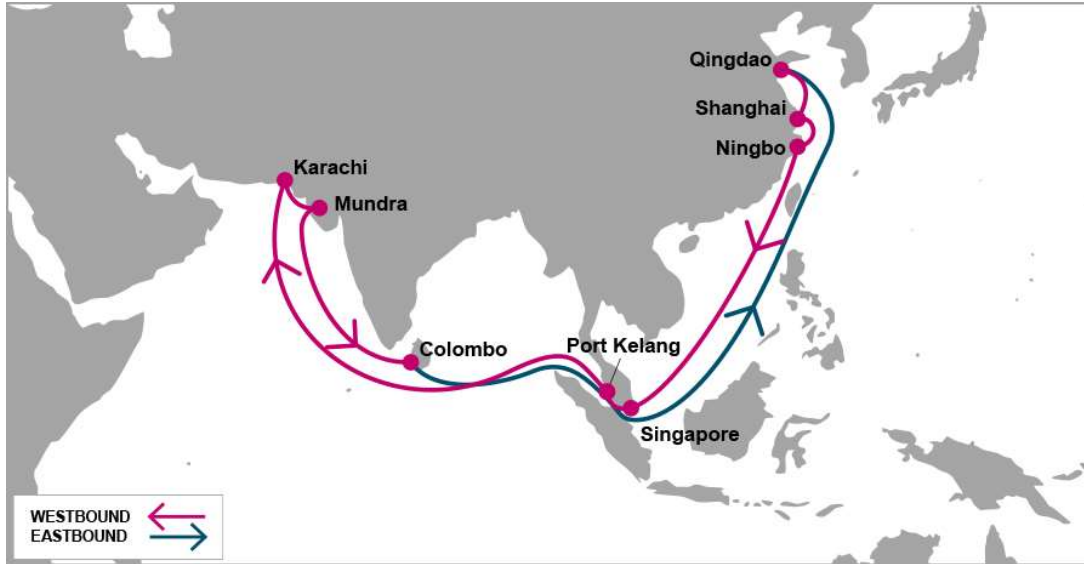 Qingdao
Shanghai
Ningbo
Karachi
Mundra
Port Kelang
Colombo
Singapore
WESTBOUND
EASTBOUND